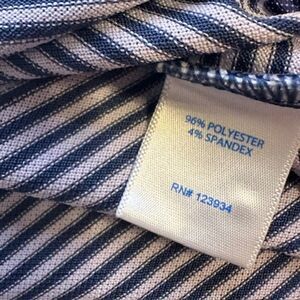 96% POLYESTER
4% SPANDEX
RN# 123934